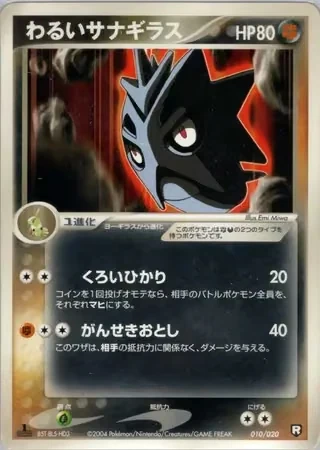 わるいサナギラス HP80
Illus. Emi Miwa
1進化
ヨーギラスから進化
このポケモンは の2つのタイプを
持つポケモンです。
くろいひかり 20
コインを1回投げオモテなら、相手のバトルポケモン全員を、
それぞれマヒにする。
がんせきおとし 40
このワザは、相手の抵抗力に関係なく、ダメージを与える。
弱点 抵抗力 にげる
1 ©2004 Pokémon/Nintendo/Creatures/GAME FREAK 010/020 R